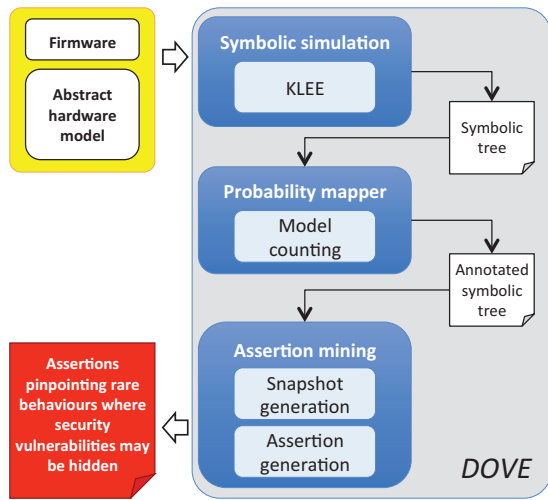 Firmware
Abstract
hardware
model
Symbolic simulation
KLEE
Symbolic
tree
Probability mapper
Model
counting
Annotated
symbolic
tree
Assertion mining
Snapshot
generation
Assertion
generation
Assertions
pinpointing rare
behaviours where
security
vulnerabilities may
be hidden
DOVE